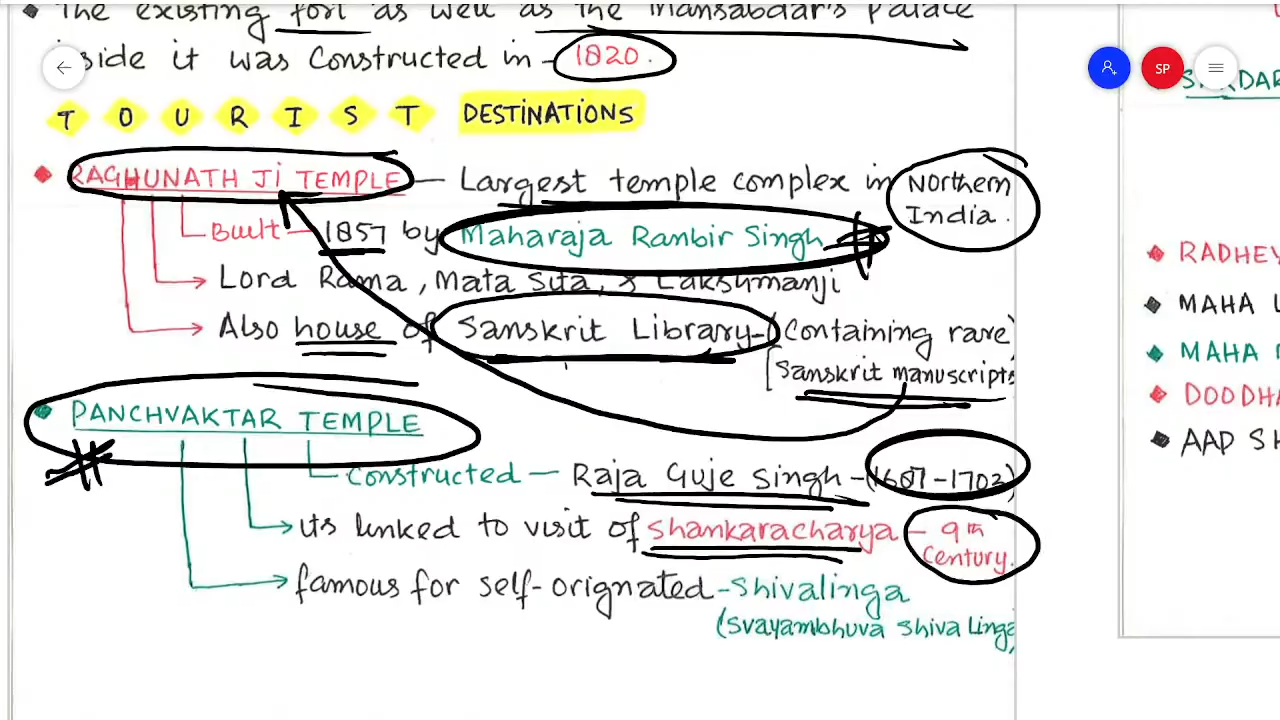 The existing fort as well as the Mansabdar's Palace
inside it was Constructed in - 1820.
SP
TOURIST DESTINATIONS
RAGHUNATH Ji TEMPLE — Largest temple complex in Northern India.
Built — 1857 by Maharaja Ranbir Singh
Lord Rama, Mata Sita, & Lakshmanji
Also house of Sanskrit Library - (Containing rare
Sanskrit manuscripts
PANCHVAKTAR TEMPLE
Constructed — Raja Guje Singh - (1687-1703)
its linked to visit of Shankaracharya - 9th Century.
famous for self-orignated - Shivalinga
(Svayambhuva Shiva Linga)
RADHEY
MAHA L
MAHA
DOODHA
AAP SH